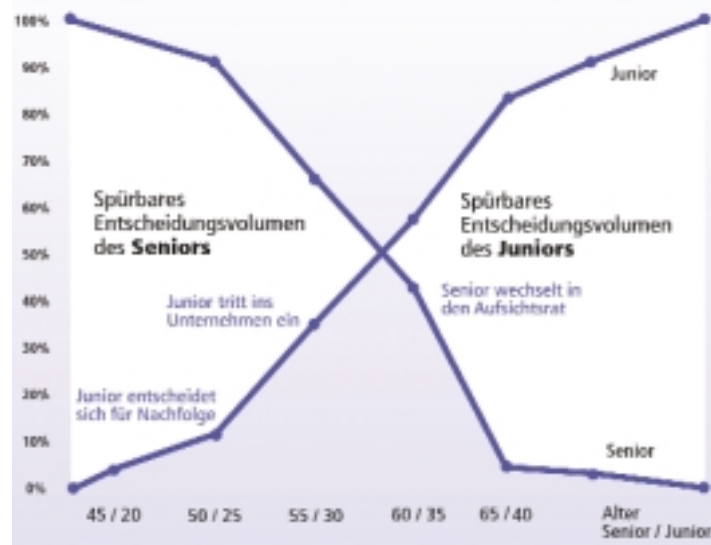 100%
90%
80%
70%
60%
50%
40%
30%
20%
10%
0%
Junior
Spürbares
Entscheidungsvolumen
des Seniors
Spürbares
Entscheidungsvolumen
des Juniors
Junior tritt ins
Unternehmen ein
Senior wechselt in
den Aufsichtsrat
Junior entscheidet
sich für Nachfolge
Senior
45 / 20 50 / 25 55 / 30 60 / 35 65 / 40 Alter
Senior / Junior